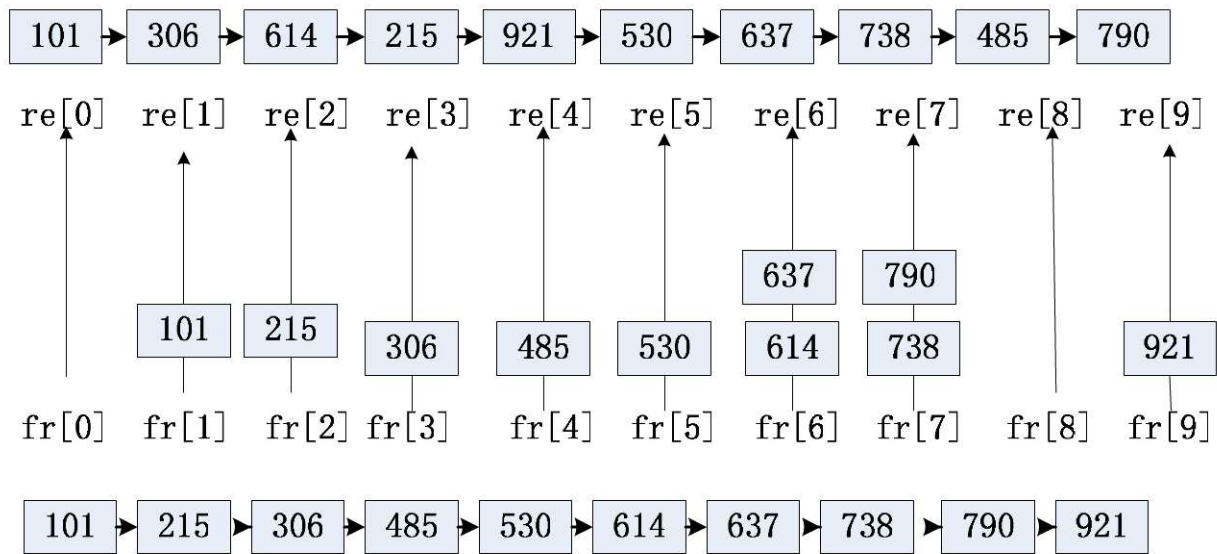 101 306 614 215 921 530 637 738 485 790
re[0] re[1] re[2] re[3] re[4] re[5] re[6] re[7] re[8] re[9]
637 790
101 215 306 485 530 614 738 921
fr[0] fr[1] fr[2] fr[3] fr[4] fr[5] fr[6] fr[7] fr[8] fr[9]
101 215 306 485 530 614 637 738 790 921